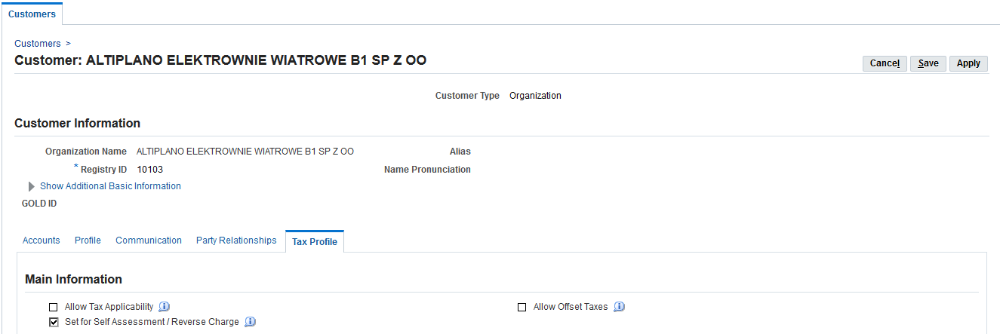 Customers
Customers >
Customer: ALTIPLANO ELEKTROWNIE WIATROWE B1 SP Z OO
Cancel Save Apply
Customer Type Organization
Customer Information
Organization Name ALTIPLANO ELEKTROWNIE WIATROWE B1 SP Z OO Alias
* Registry ID 10103 Name Pronunciation
Show Additional Basic Information
GOLD ID
Accounts Profile Communication Party Relationships Tax Profile
Main Information
Allow Tax Applicability Allow Offset Taxes
Set for Self Assessment / Reverse Charge